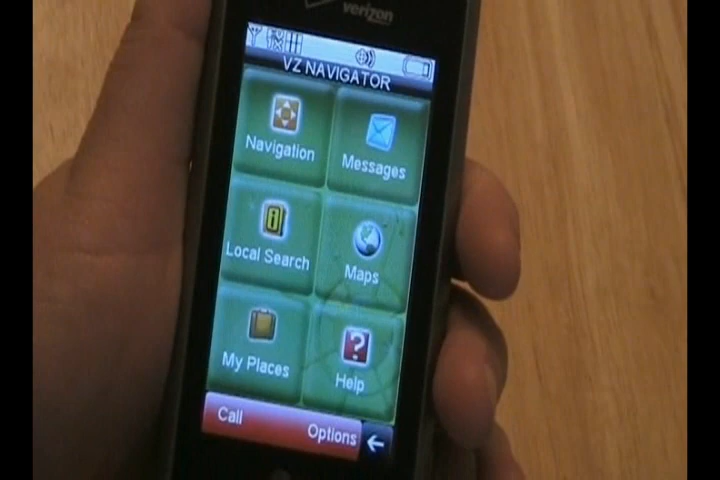 verizon
VZ NAVIGATOR
Navigation
Messages
Local Search
Maps
My Places
Help
Call
Options